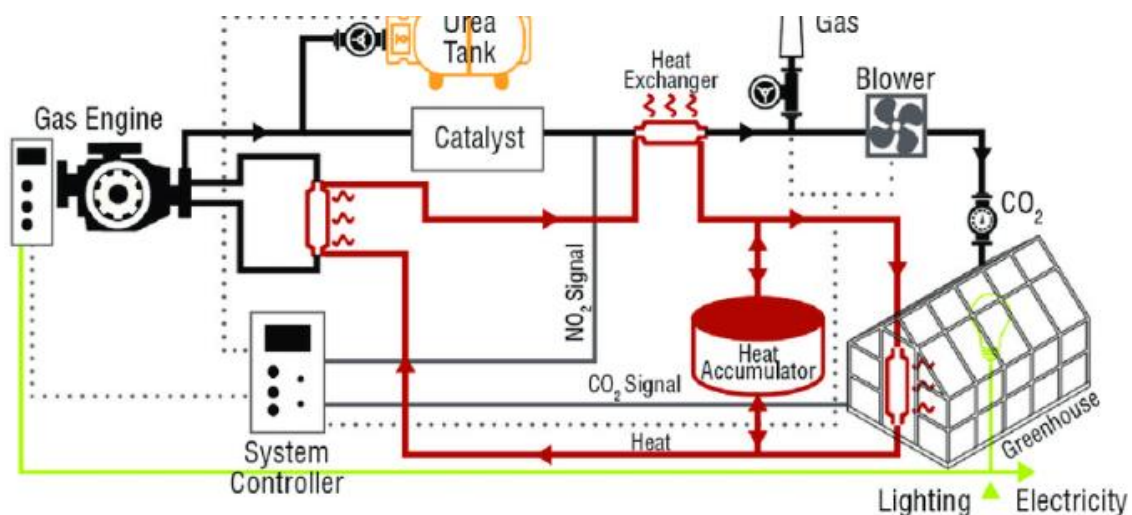 Urea
Tank
Gas
Heat
Exchanger
Blower
Gas Engine
Catalyst
CO₂
NO₂ Signal
Heat
Accumulator
CO₂ Signal
Greenhouse
Heat
System
Controller
Lighting
Electricity